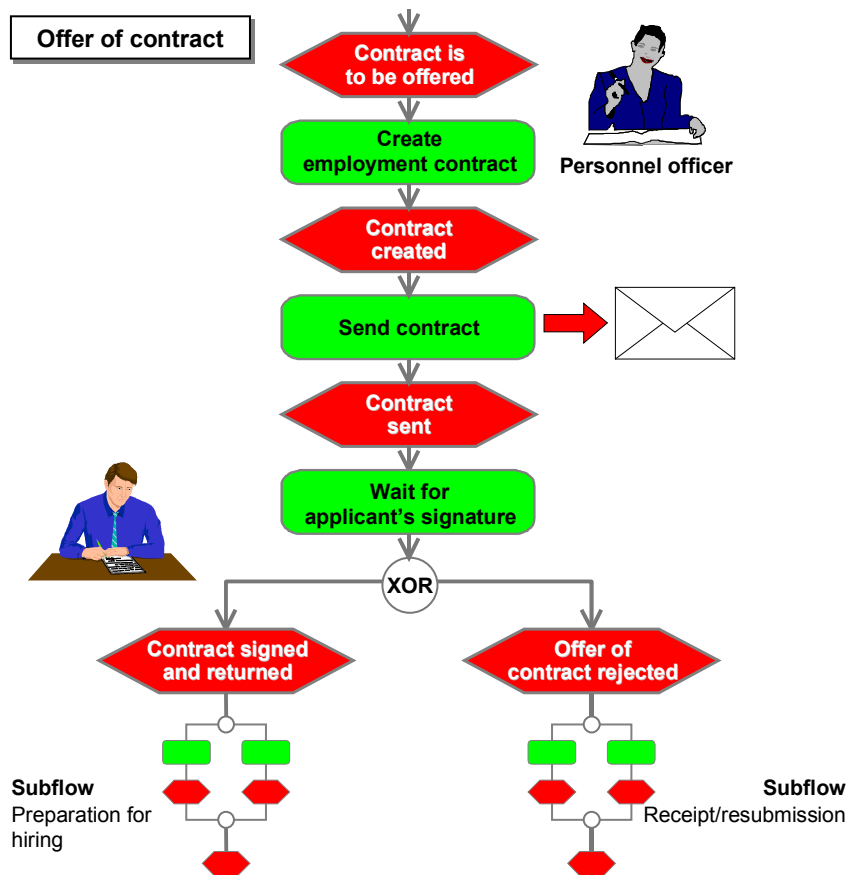 Offer of contract
Contract is
to be offered
Create
employment contract
Personnel officer
Contract
created
Send contract
Contract
sent
Wait for
applicant's signature
XOR
Contract signed
and returned
Offer of
contract rejected
Subflow
Preparation for
hiring
Subflow
Receipt/resubmission